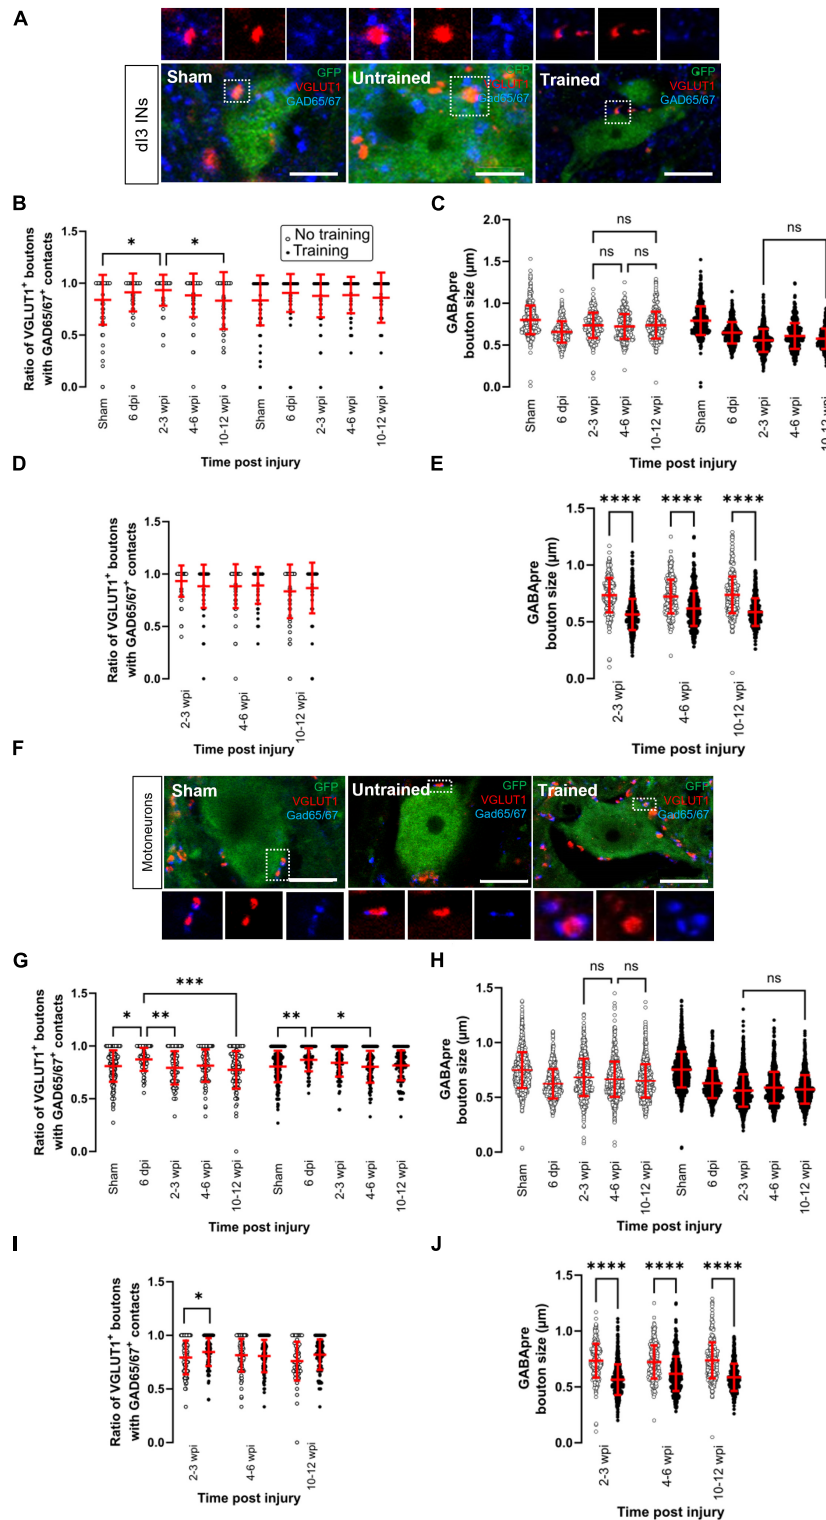 A
dI3 INs
Sham
GFP
VGLUT1
GAD65/67
Untrained
GFP
VGLUT1
Gad65/67
Trained
GFP
VGLUT1
GAD65/67
B
Ratio of VGLUT1+ boutons
with GAD65/67+ contacts
1.5
1.0
0.5
0.0
*
*
No training
Training
Sham
6 dpi
2-3 wpi
4-6 wpi
10-12 wpi
Sham
6 dpi
2-3 wpi
4-6 wpi
10-12 wpi
Time post injury
C
GABApre
bouton size (µm)
2.0
1.5
1.0
0.5
0.0
ns
ns
ns
ns
Sham
6 dpi
2-3 wpi
4-6 wpi
10-12 wpi
Sham
6 dpi
2-3 wpi
4-6 wpi
10-12 wpi
Time post injury
D
Ratio of VGLUT1+ boutons
with GAD65/67+ contacts
1.5
1.0
0.5
0.0
2-3 wpi
4-6 wpi
10-12 wpi
Time post injury
E
GABApre
bouton size (µm)
1.5
1.0
0.5
0.0
****
****
****
2-3 wpi
4-6 wpi
10-12 wpi
Time post injury
F
Motoneurons
Sham
GFP
VGLUT1
Gad65/67
Untrained
GFP
VGLUT1
Gad65/67
Trained
GFP
VGLUT1
Gad65/67
G
Ratio of VGLUT1+ boutons
with GAD65/67+ contacts
1.5
1.0
0.5
0.0
*
**
***
**
*
Sham
6 dpi
2-3 wpi
4-6 wpi
10-12 wpi
Sham
6 dpi
2-3 wpi
4-6 wpi
10-12 wpi
Time post injury
H
GABApre
bouton size (µm)
1.5
1.0
0.5
0.0
ns
ns
ns
Sham
6 dpi
2-3 wpi
4-6 wpi
10-12 wpi
Sham
6 dpi
2-3 wpi
4-6 wpi
10-12 wpi
Time post injury
I
Ratio of VGLUT1+ boutons
with GAD65/67+ contacts
1.5
1.0
0.5
0.0
*
2-3 wpi
4-6 wpi
10-12 wpi
Time post injury
J
GABApre
bouton size (µm)
1.5
1.0
0.5
0.0
****
****
****
2-3 wpi
4-6 wpi
10-12 wpi
Time post injury